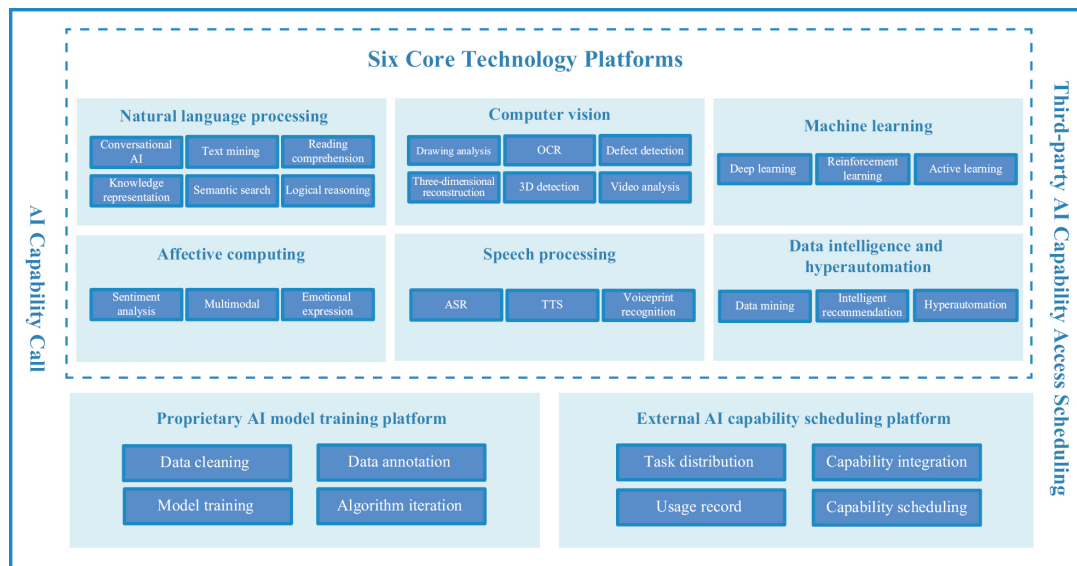 Six Core Technology Platforms
Natural language processing
Conversational
AI
Text mining
Reading
comprehension
Knowledge
representation
Semantic search
Logical reasoning
Computer vision
Drawing analysis
OCR
Defect detection
Three-dimensional
reconstruction
3D detection
Video analysis
Machine learning
Deep learning
Reinforcement
learning
Active learning
Affective computing
Sentiment
analysis
Multimodal
Emotional
expression
Speech processing
ASR
TTS
Voiceprint
recognition
Data intelligence and
hyperautomation
Data mining
Intelligent
recommendation
Hyperautomation
AI Capability Call
Third-party AI Capability Access Scheduling
Proprietary AI model training platform
Data cleaning
Data annotation
Model training
Algorithm iteration
External AI capability scheduling platform
Task distribution
Capability integration
Usage record
Capability scheduling